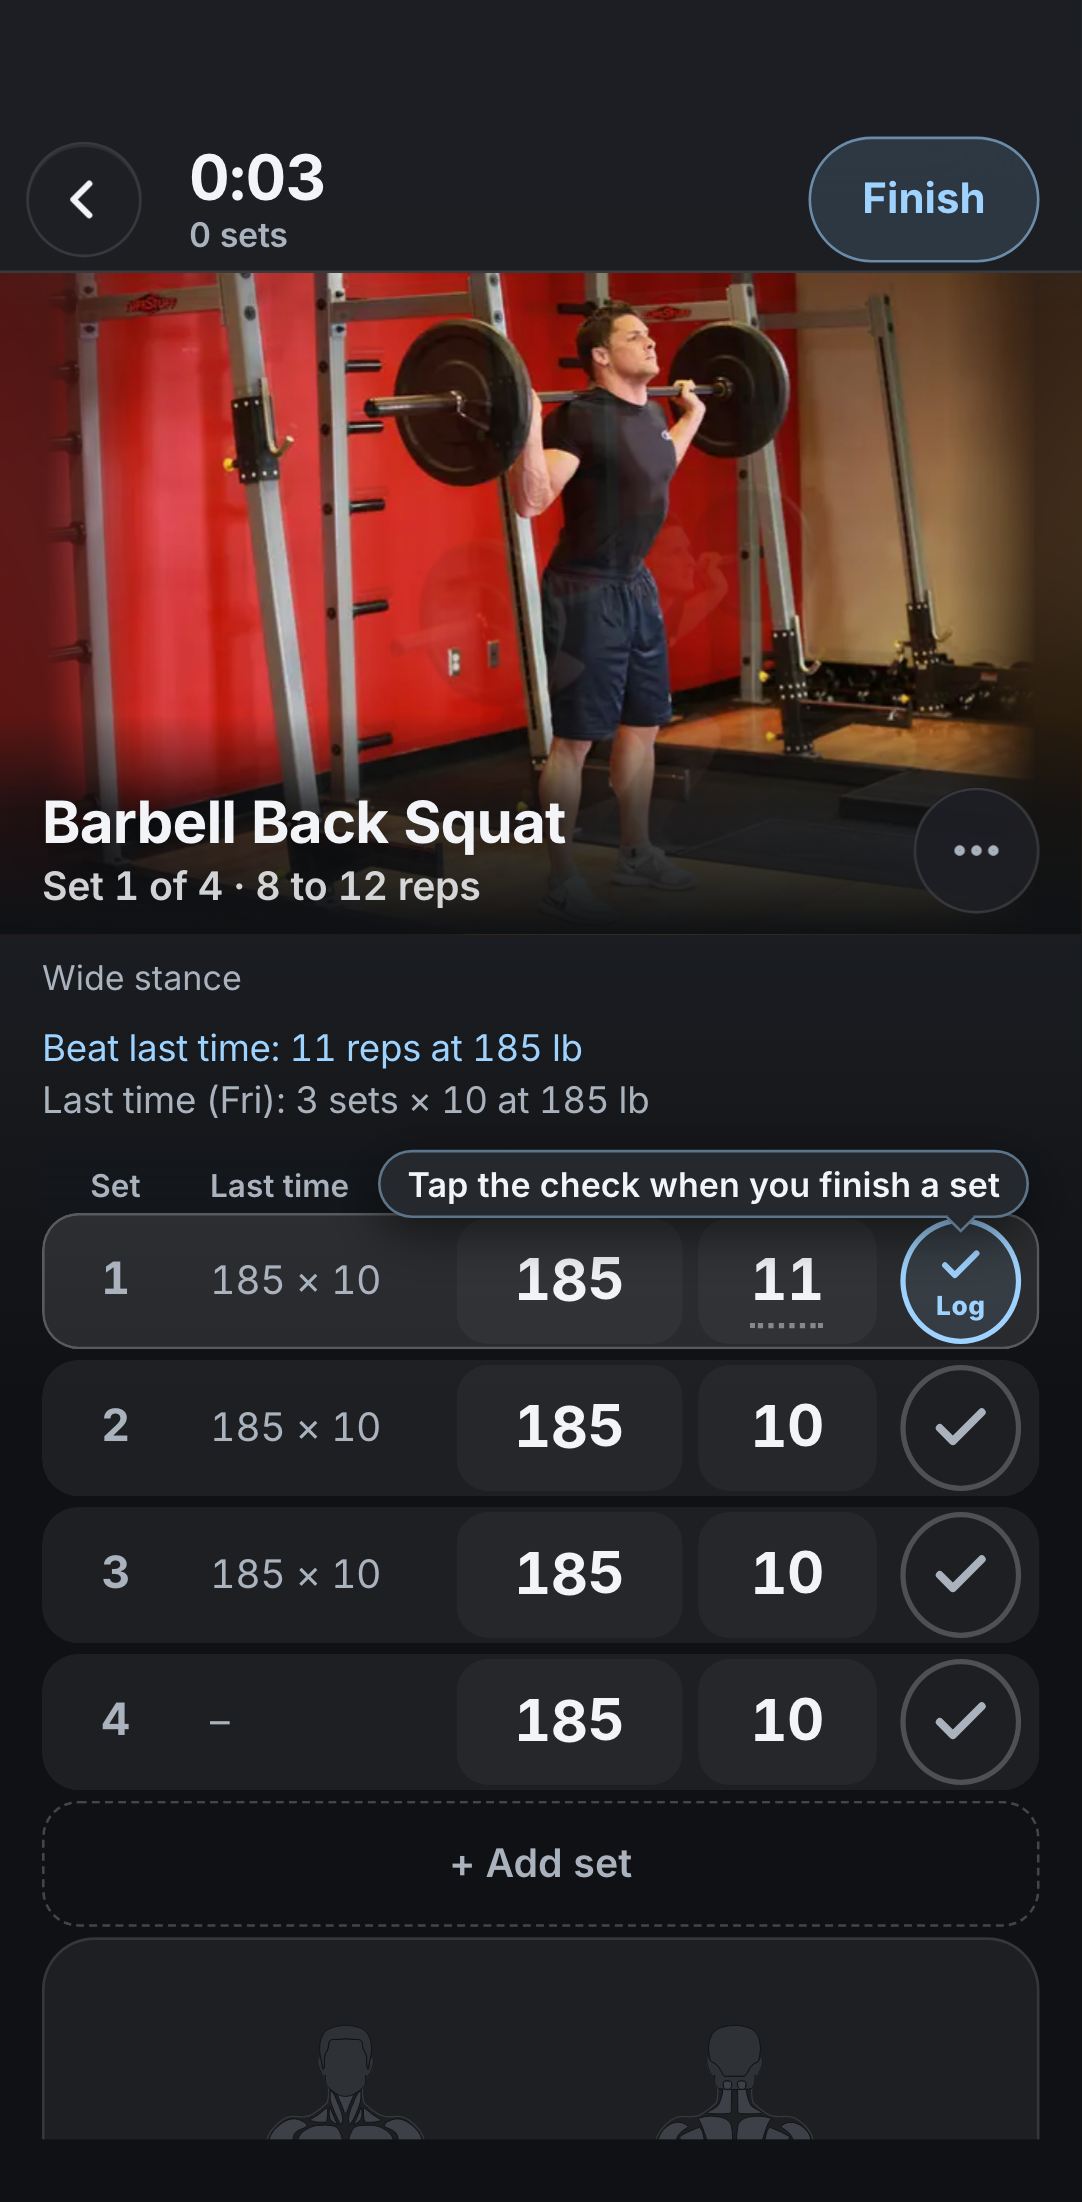 0:03
0 sets
Finish
Barbell Back Squat
Set 1 of 4 · 8 to 12 reps
Wide stance
Beat last time: 11 reps at 185 lb
Last time (Fri): 3 sets × 10 at 185 lb
Set Last time Tap the check when you finish a set
1 185 × 10 185 11 Log
2 185 × 10 185 10
3 185 × 10 185 10
4 – 185 10
+ Add set